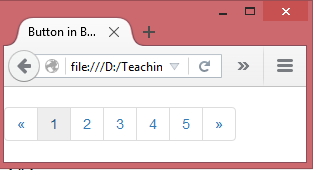 Button in B...
file:///D:/Teachin
« 1 2 3 4 5 »